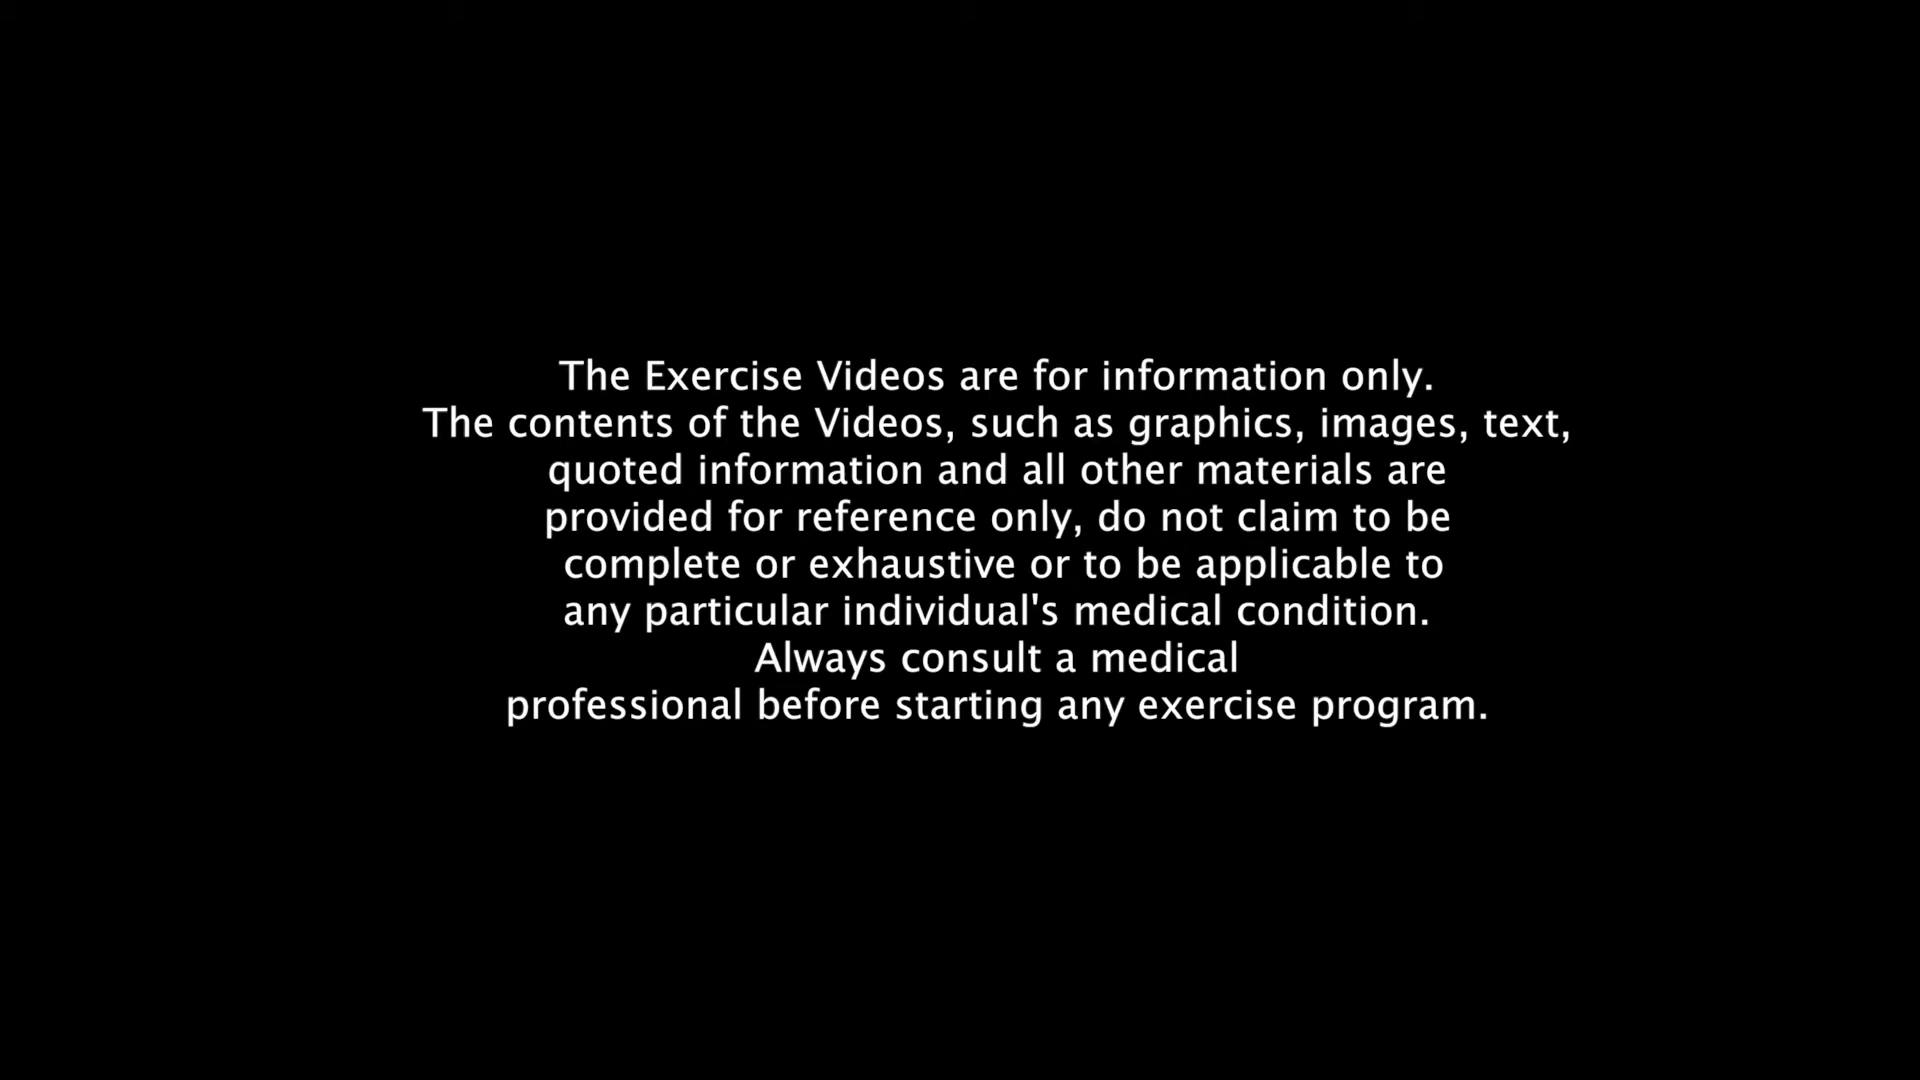 The Exercise Videos are for information only.
The contents of the Videos, such as graphics, images, text,
quoted information and all other materials are
provided for reference only, do not claim to be
complete or exhaustive or to be applicable to
any particular individual's medical condition.
Always consult a medical
professional before starting any exercise program.